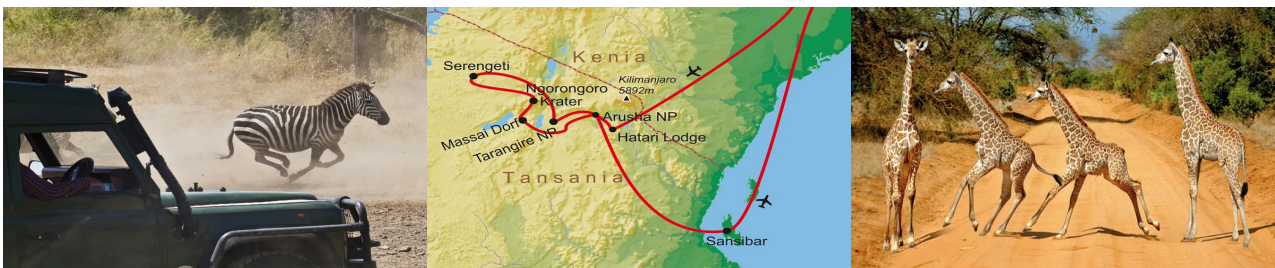 Kenia
Serengeti
Kilimanjaro
5892m
Ngorongoro
Krater
Arusha NP
Massai Dorf
Tarangire NP
Hatari Lodge
Tansania
Sansibar